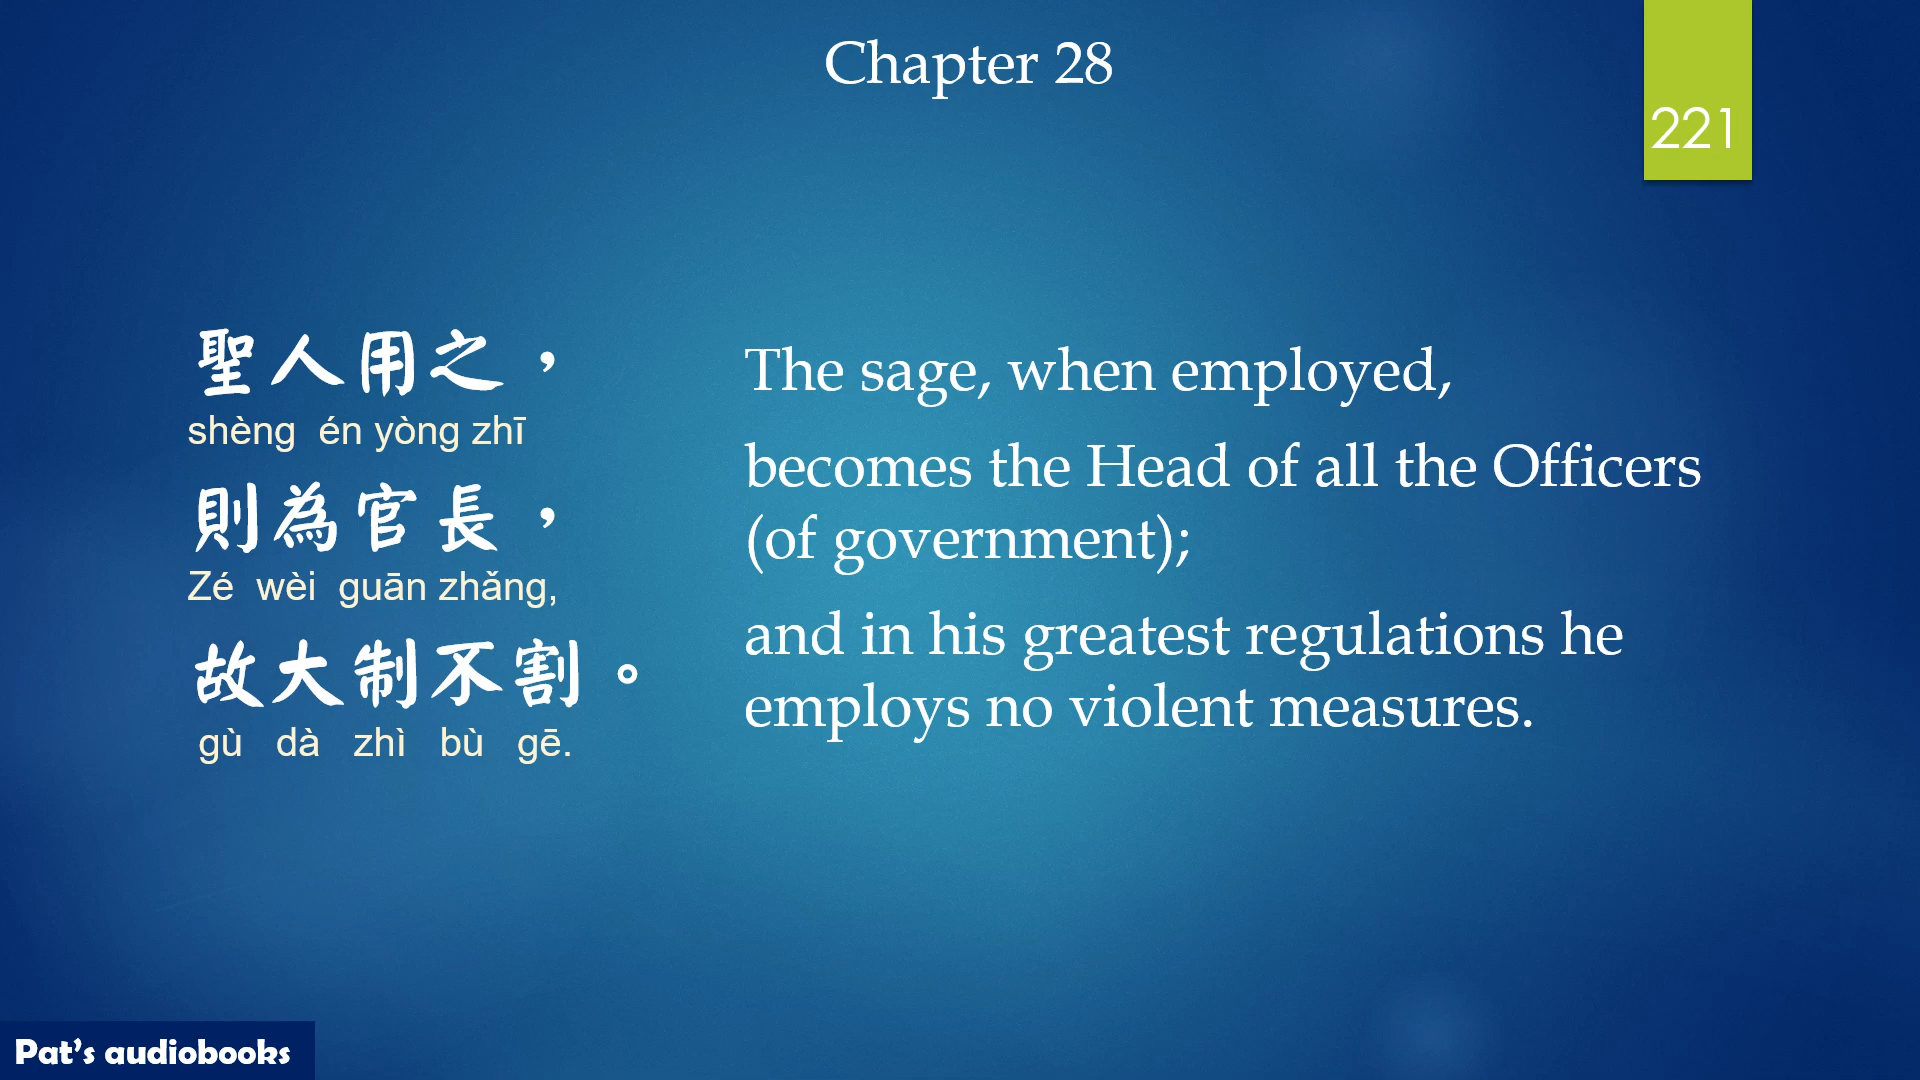 Chapter 28
221
聖人用之，
shèng én yòng zhī
則為官長，
Zé wèi guān zhǎng,
故大制不割。
gù dà zhì bù gē.
The sage, when employed,
becomes the Head of all the Officers
(of government);
and in his greatest regulations he
employs no violent measures.
Pat's audiobooks